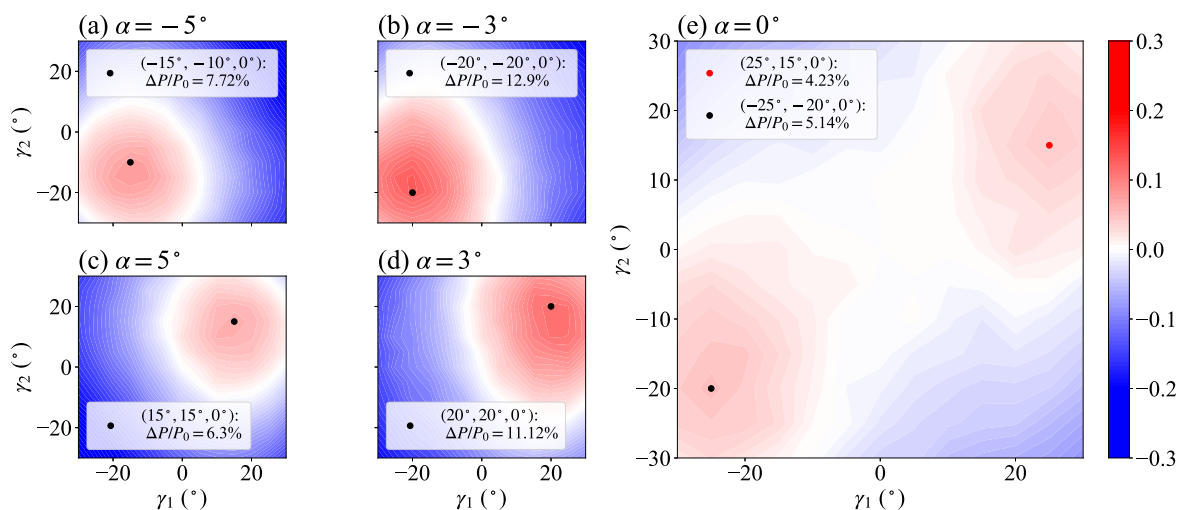 (a) α = −5°
(−15°, −10°, 0°):
ΔP/P₀ = 7.72%
20
0
−20
γ₂ (°)
(b) α = −3°
(−20°, −20°, 0°):
ΔP/P₀ = 12.9%
(c) α = 5°
(15°, 15°, 0°):
ΔP/P₀ = 6.3%
20
0
−20
γ₂ (°)
−20
0
20
γ₁ (°)
(d) α = 3°
(20°, 20°, 0°):
ΔP/P₀ = 11.12%
−20
0
20
γ₁ (°)
(e) α = 0°
(25°, 15°, 0°):
ΔP/P₀ = 4.23%
(−25°, −20°, 0°):
ΔP/P₀ = 5.14%
30
20
10
0
−10
−20
−30
γ₂ (°)
−20
0
20
γ₁ (°)
0.3
0.2
0.1
0.0
−0.1
−0.2
−0.3